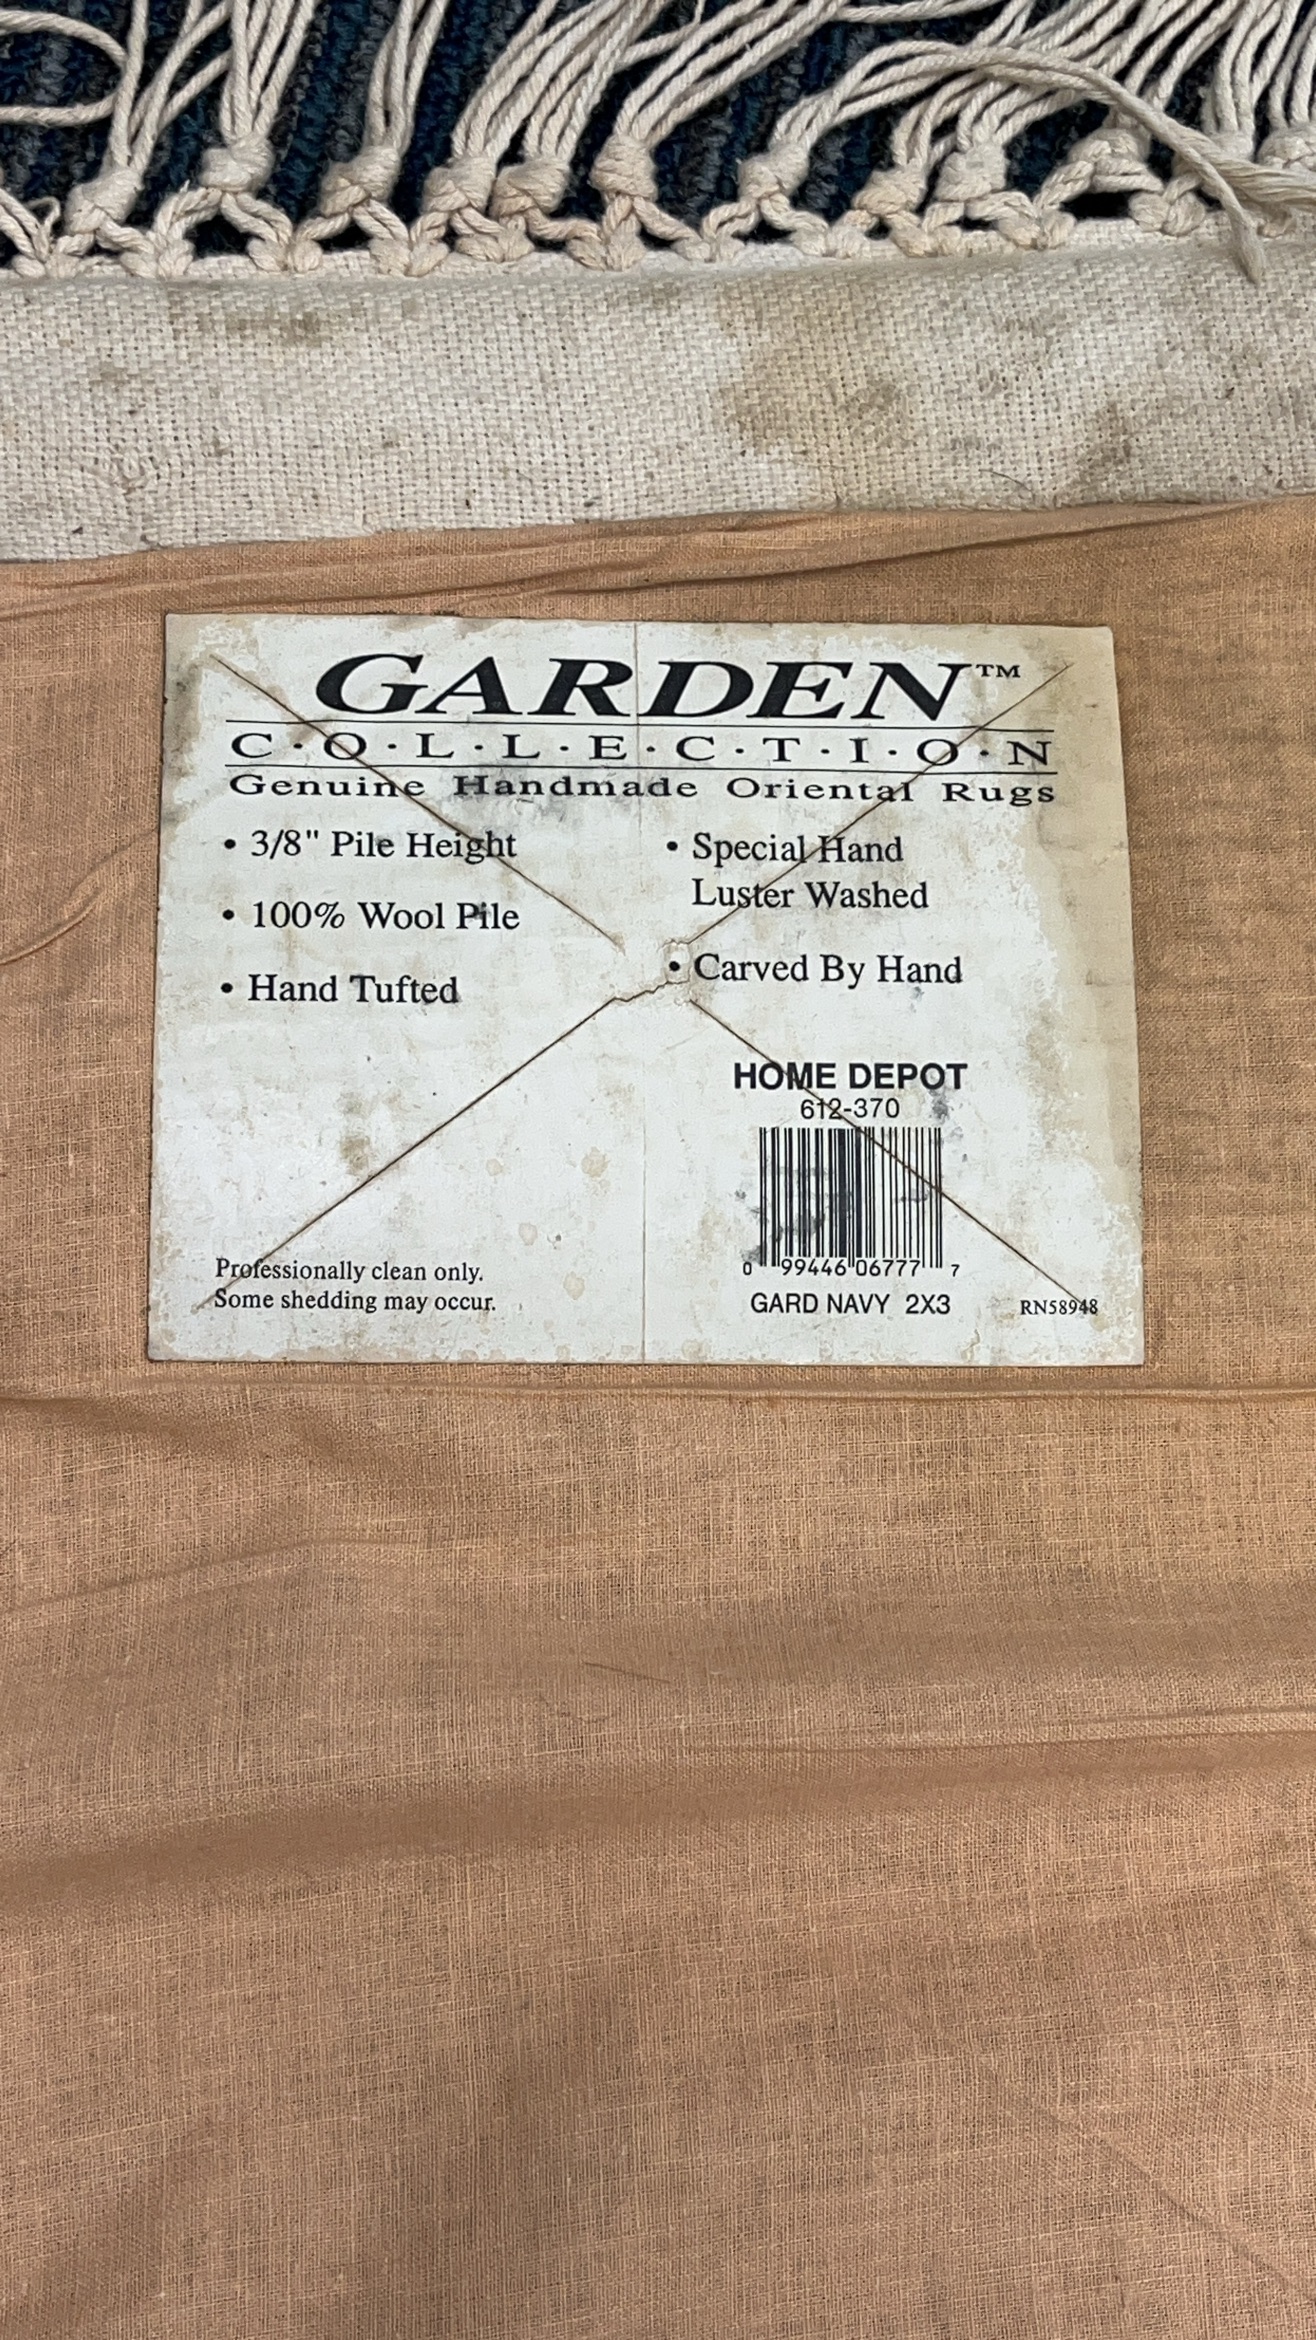 GARDEN™
C·O·L·L·E·C·T·I·O·N
Genuine Handmade Oriental Rugs
• 3/8" Pile Height
• 100% Wool Pile
• Hand Tufted
• Special Hand
Luster Washed
• Carved By Hand
HOME DEPOT
612-370
0 99446 06777 7
GARD NAVY 2X3
Professionally clean only.
Some shedding may occur.
RN58948